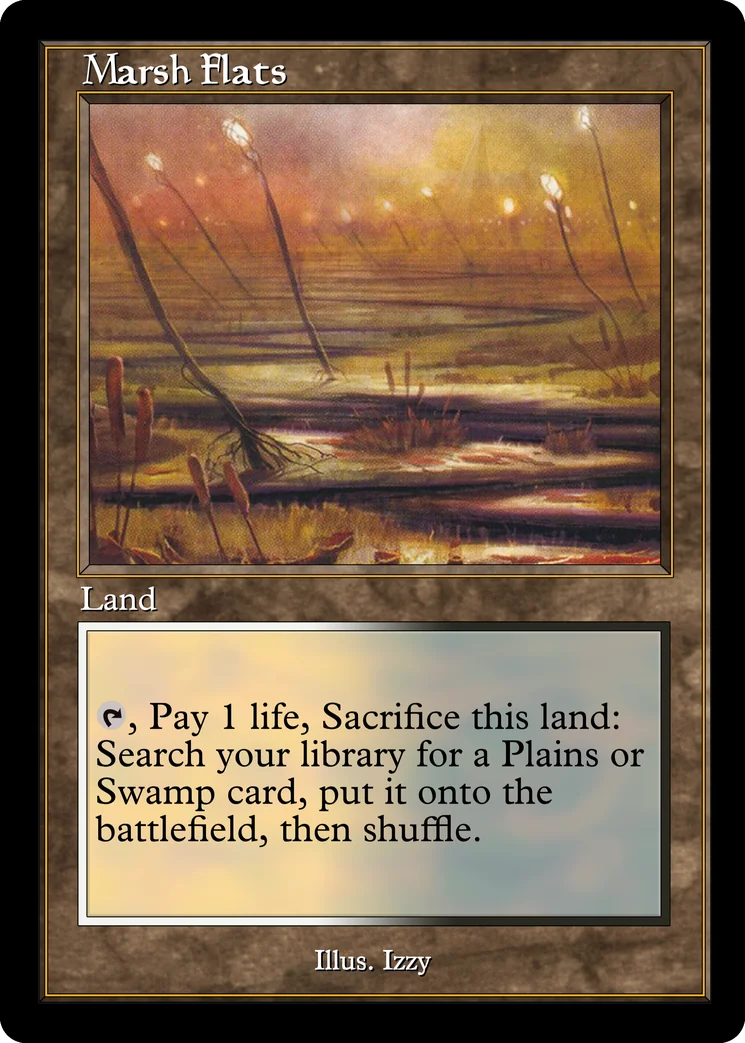 Marsh Flats
Land
, Pay 1 life, Sacrifice this land:
Search your library for a Plains or
Swamp card, put it onto the
battlefield, then shuffle.
Illus. Izzy